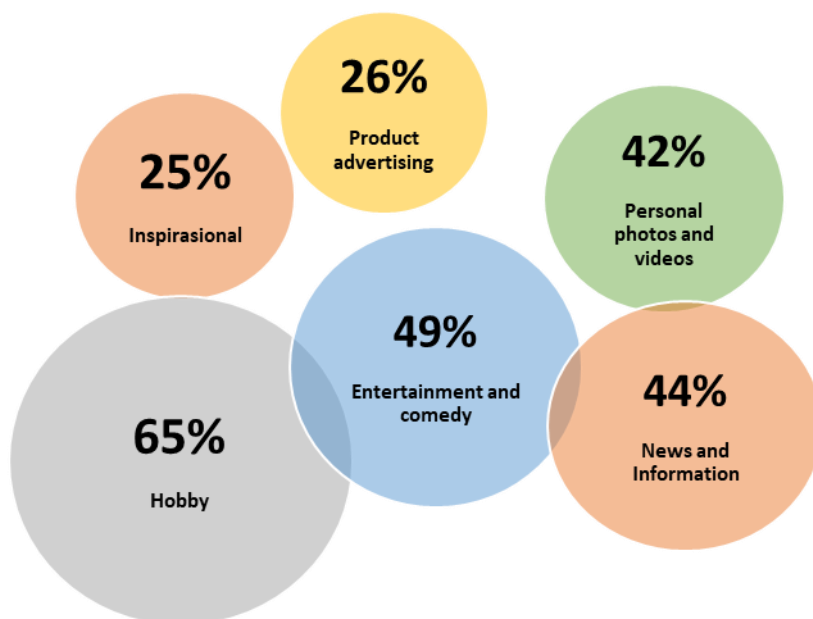 26%
Product
advertising
25%
Inspirasional
42%
Personal
photos and
videos
49%
Entertainment and
comedy
44%
News and
Information
65%
Hobby